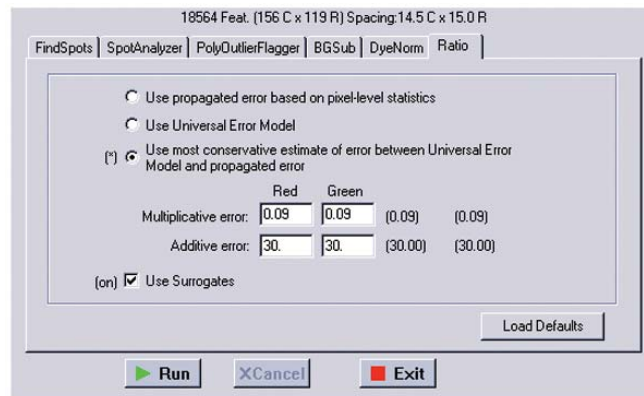 18564 Feat. (156 C x 119 R) Spacing:14.5 C x 15.0 R
FindSpots SpotAnalyzer PolyOutlierFlagger BGSub DyeNorm Ratio
Use propagated error based on pixel-level statistics
Use Universal Error Model
(*) Use most conservative estimate of error between Universal Error
Model and propagated error
Red Green
Multiplicative error: 0.09 0.09 (0.09) (0.09)
Additive error: 30. 30. (30.00) (30.00)
(on) Use Surrogates
Load Defaults
Run XCancel Exit